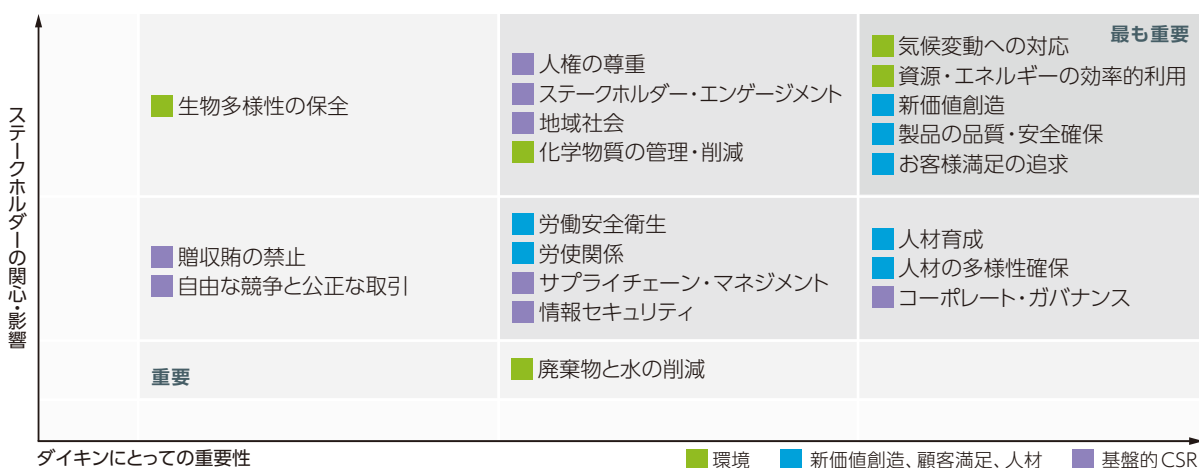 ステークホルダーの関心・影響
生物多様性の保全
人権の尊重
ステークホルダー・エンゲージメント
地域社会
化学物質の管理・削減
最も重要
気候変動への対応
資源・エネルギーの効率的利用
新価値創造
製品の品質・安全確保
お客様満足の追求
贈収賄の禁止
自由な競争と公正な取引
労働安全衛生
労使関係
サプライチェーン・マネジメント
情報セキュリティ
人材育成
人材の多様性確保
コーポレート・ガバナンス
重要
廃棄物と水の削減
ダイキンにとっての重要性
環境
新価値創造、顧客満足、人材
基盤的CSR